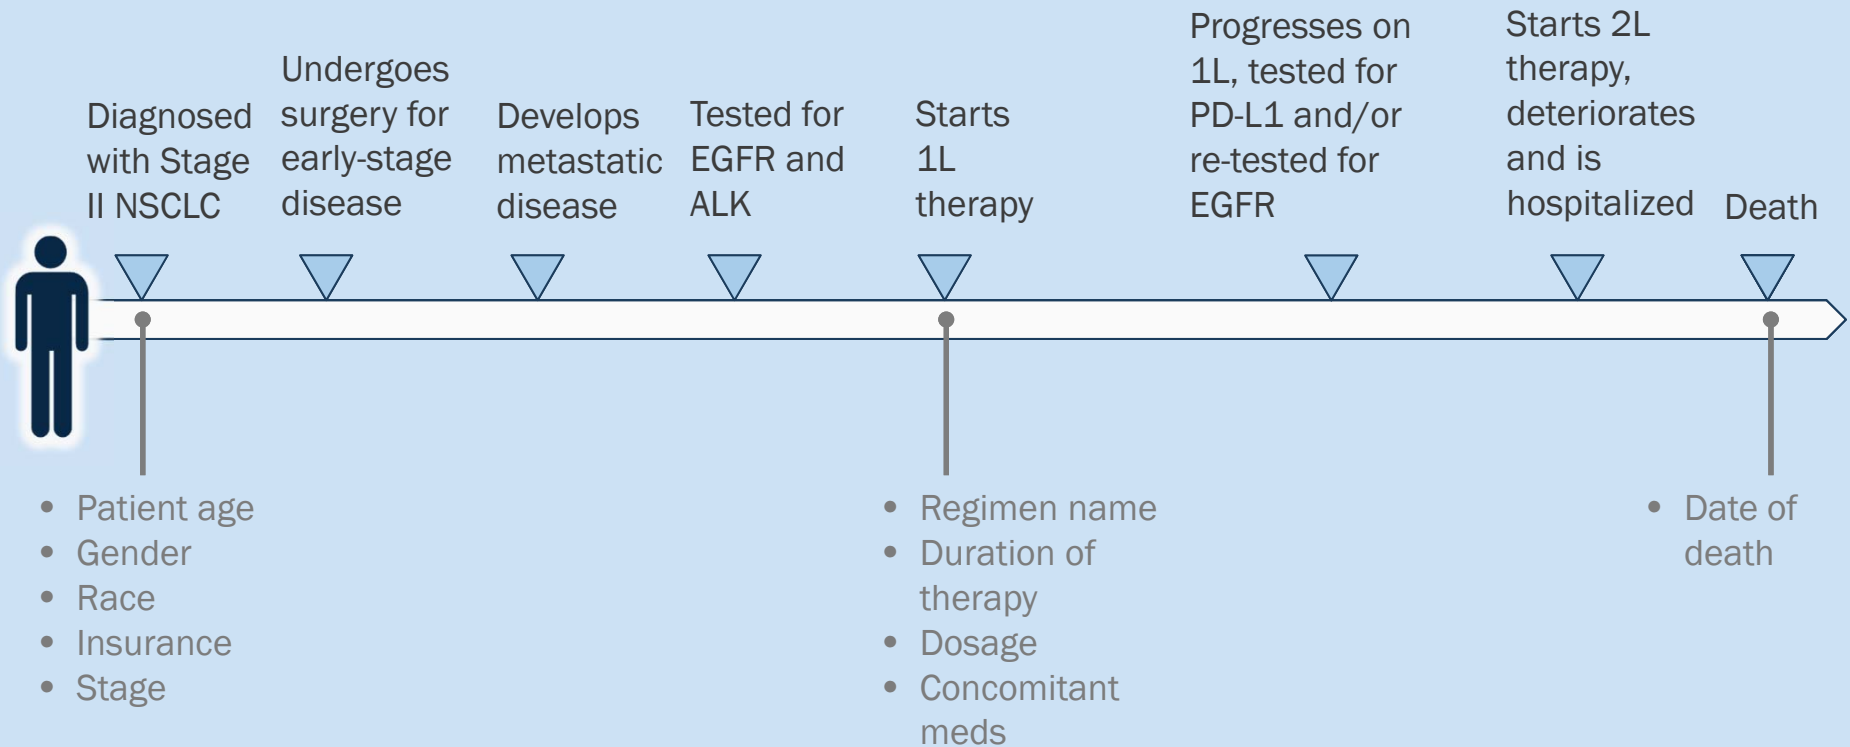 Diagnosed
with Stage
II NSCLC
Undergoes
surgery for
early-stage
disease
Develops
metastatic
disease
Tested for
EGFR and
ALK
Starts
1L
therapy
Progresses on
1L, tested for
PD-L1 and/or
re-tested for
EGFR
Starts 2L
therapy,
deteriorates
and is
hospitalized
Death
• Patient age
• Gender
• Race
• Insurance
• Stage
• Regimen name
• Duration of
therapy
• Dosage
• Concomitant
meds
• Date of
death